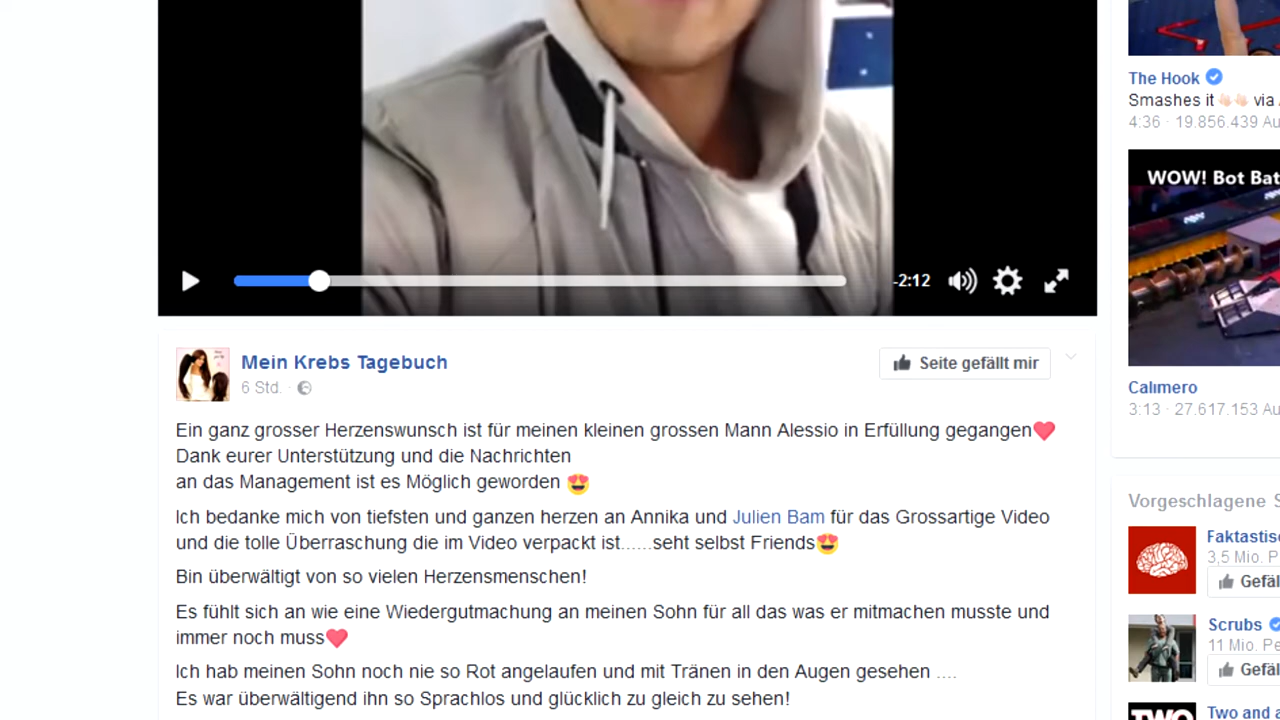 -2:12
Mein Krebs Tagebuch
6 Std. ·
Seite gefällt mir
Ein ganz grosser Herzenswunsch ist für meinen kleinen grossen Mann Alessio in Erfüllung gegangen❤
Dank eurer Unterstützung und die Nachrichten
an das Management ist es Möglich geworden 😍
Ich bedanke mich von tiefsten und ganzen herzen an Annika und Julien Bam für das Grossartige Video
und die tolle Überraschung die im Video verpackt ist......seht selbst Friends😍
Bin überwältigt von so vielen Herzensmenschen!
Es fühlt sich an wie eine Wiedergutmachung an meinen Sohn für all das was er mitmachen musste und
immer noch muss❤
Ich hab meinen Sohn noch nie so Rot angelaufen und mit Tränen in den Augen gesehen ....
Es war überwältigend ihn so Sprachlos und glücklich zu gleich zu sehen!
The Hook
Smashes it 👋🏻👋🏻 via
4:36 · 19.856.439 Au
WOW! Bot Bat
Calimero
3:13 · 27.617.153 Au
Vorgeschlagene S
Faktastisc
3,5 Mio. P
Gefäl
Scrubs
11 Mio. Pe
Gefäl
TWO
Two and a